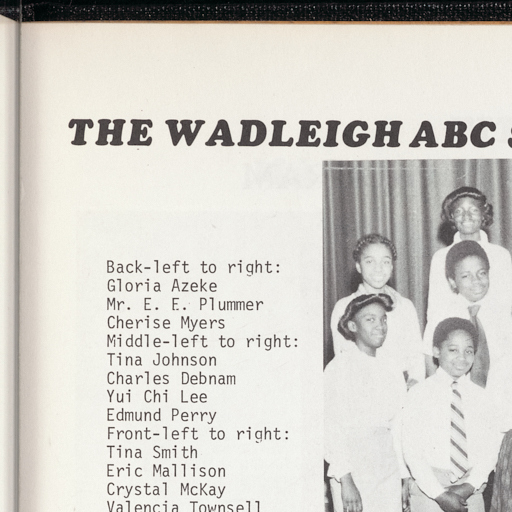 THE WADLEIGH ABC
Back-left to right:
Gloria Azeke
Mr. E. E. Plummer
Cherise Myers
Middle-left to right:
Tina Johnson
Charles Debnam
Yui Chi Lee
Edmund Perry
Front-left to right:
Tina Smith
Eric Mallison
Crystal McKay
Valencia Townsell